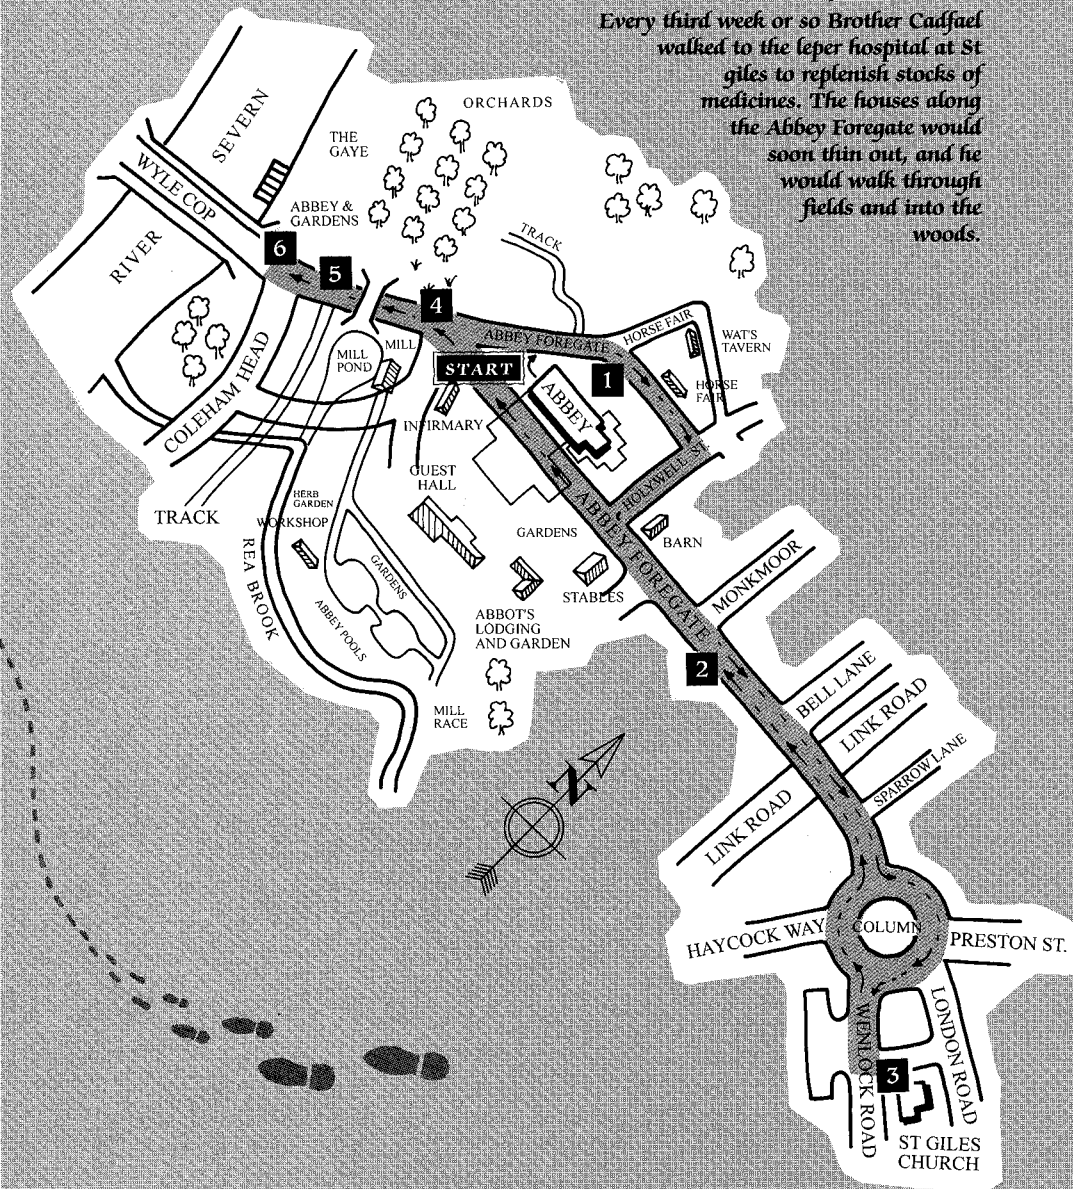 Every third week or so Brother Cadfael
walked to the leper hospital at St
giles to replenish stocks of
medicines. The houses along
the Abbey Foregate would
soon thin out, and he
would walk through
fields and into the
woods.
ORCHARDS
SEVERN
THE
GAYE
WYLE COP
ABBEY &
GARDENS
RIVER
6
5
4
TRACK
ABBEY FOREGATE
HORSE FAIR
WAT'S
TAVERN
MILL
MILL
POND
START
1
HORSE
FAIR
COLEHAM HEAD
ABBEY
INFIRMARY
HOLYWELL ST.
GUEST
HALL
HERB
GARDEN
TRACK
WORKSHOP
GARDENS
ABBEY FOREGATE
BARN
REA BROOK
GARDENS
STABLES
MONKMOOR
ABBEY POOLS
ABBOT'S
LODGING
AND GARDEN
2
BELL LANE
MILL
RACE
LINK ROAD
N
SPARROW LANE
LINK ROAD
HAYCOCK WAY
COLUMN
PRESTON ST.
WENLOCK ROAD
LONDON ROAD
3
ST GILES
CHURCH